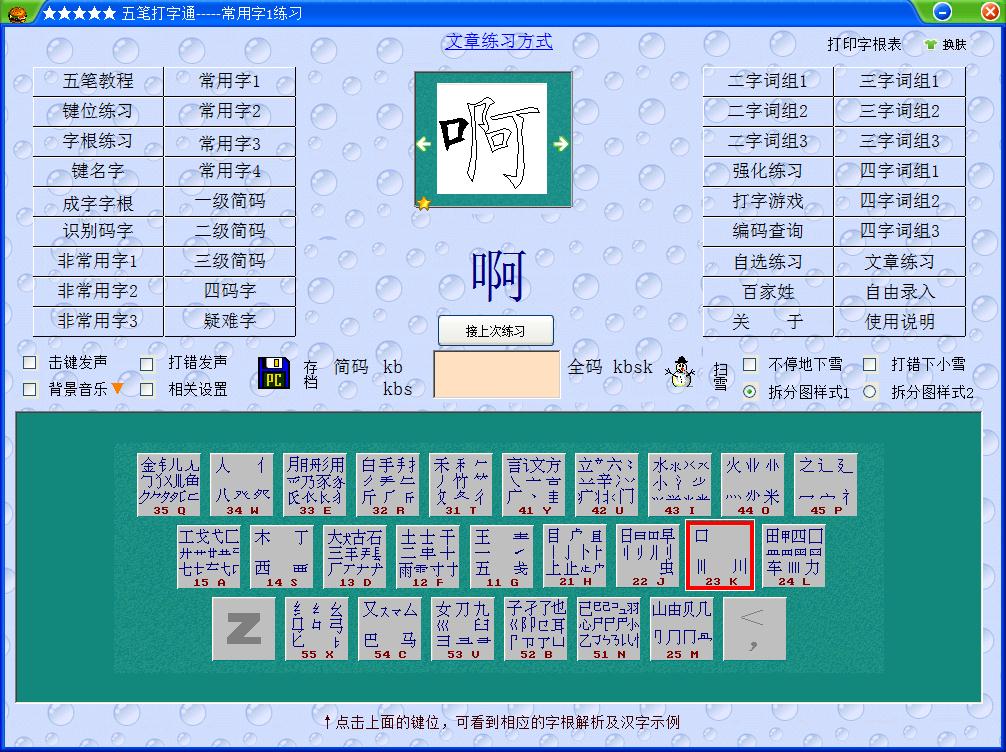 ★★★★★ 五笔打字通-----常用字1练习
文章练习方式
打印字根表 换肤
五笔教程 常用字1
键位练习 常用字2
字根练习 常用字3
键名字 常用字4
成字字根 一级简码
识别码字 二级简码
非常用字1 三级简码
非常用字2 四码字
非常用字3 疑难字
啊
啊
接上次练习
二字词组1 三字词组1
二字词组2 三字词组2
二字词组3 三字词组3
强化练习 四字词组1
打字游戏 四字词组2
编码查询 四字词组3
自选练习 文章练习
百家姓 自由录入
关于 使用说明
击键发声 打错发声
背景音乐 相关设置
PC
存档
简码 kb
kbs
全码 kbsk
扫雪
不停地下雪 打错下小雪
拆分图样式1 拆分图样式2
35 Q 34 W 33 E 32 R 31 T 41 Y 42 U 43 I 44 O 45 P
15 A 14 S 13 D 12 F 11 G 21 H 22 J 23 K 24 L
Z 55 X 54 C 53 V 52 B 51 N 25 M < ,
↑点击上面的键位，可看到相应的字根解析及汉字示例